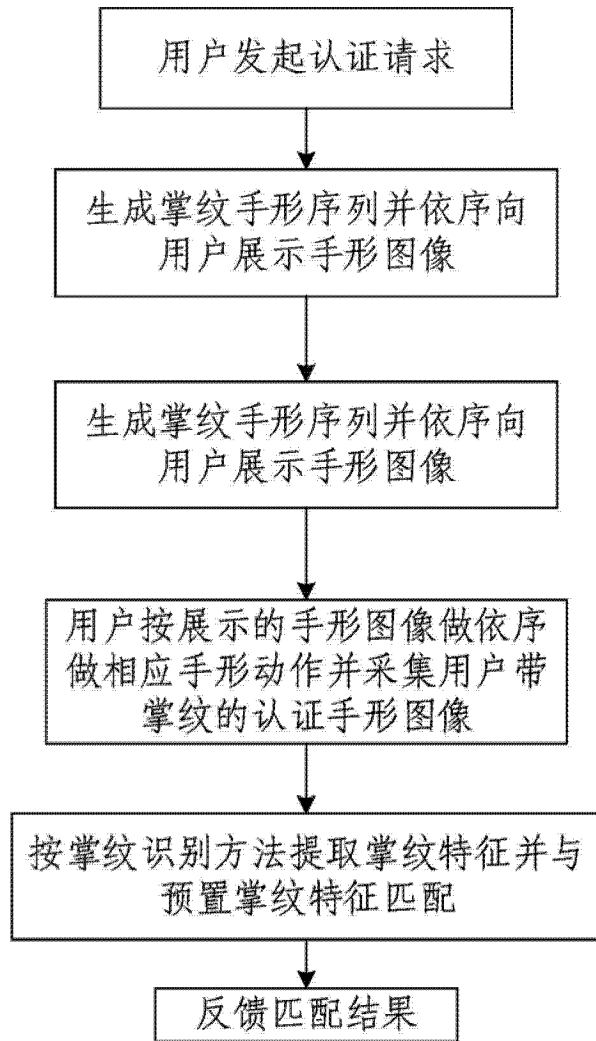 用户发起认证请求
生成掌纹手形序列并依序向
用户展示手形图像
生成掌纹手形序列并依序向
用户展示手形图像
用户按展示的手形图像做依序
做相应手形动作并采集用户带
掌纹的认证手形图像
按掌纹识别方法提取掌纹特征并与
预置掌纹特征匹配
反馈匹配结果